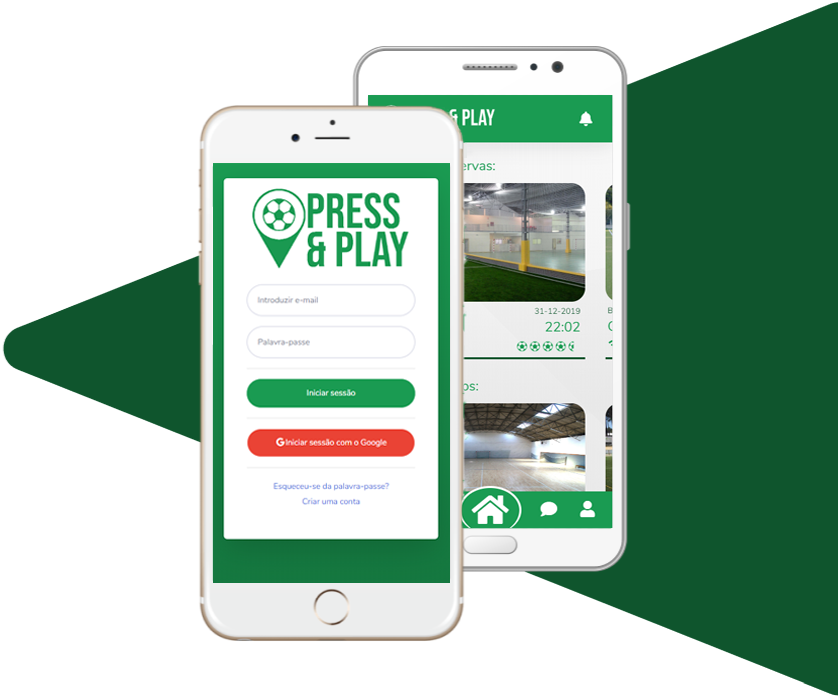 PRESS
& PLAY
Introduzir e-mail
Palavra-passe
Iniciar sessão
Iniciar sessão com o Google
Esqueceu-se da palavra-passe?
Criar uma conta
& PLAY
ervas:
31-12-2019
22:02
B
os: